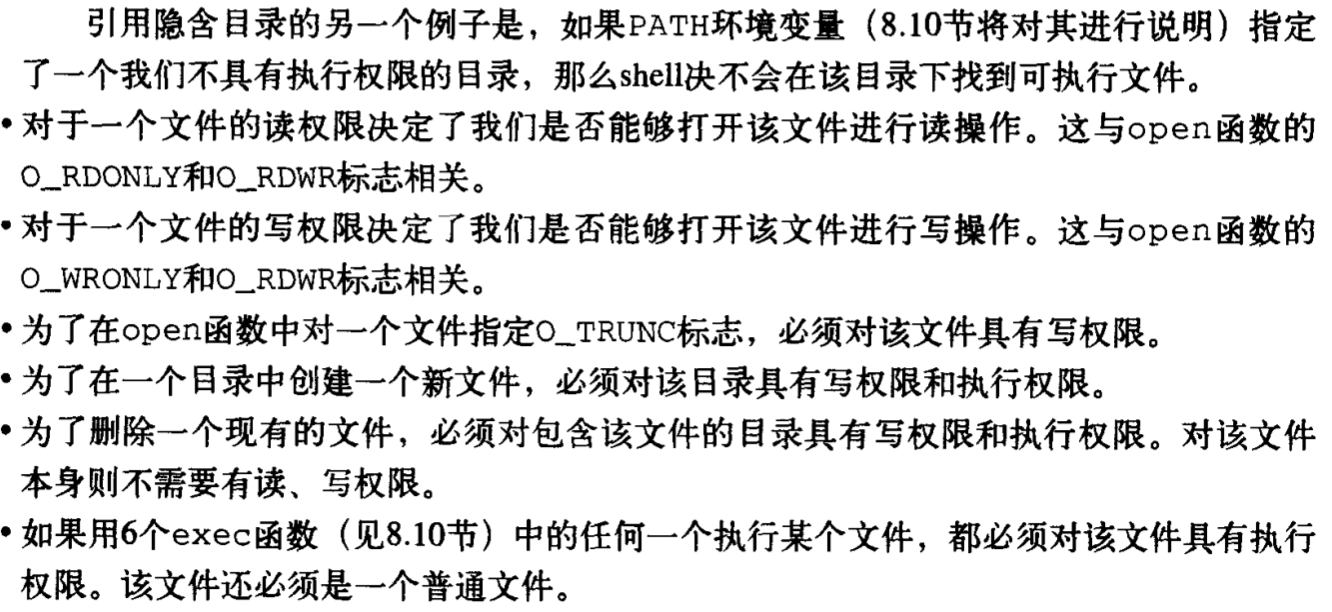 引用隐含目录的另一个例子是，如果PATH环境变量（8.10节将对其进行说明）指定
了一个我们不具有执行权限的目录，那么shell决不会在该目录下找到可执行文件。
• 对于一个文件的读权限决定了我们是否能够打开该文件进行读操作。这与open函数的
O_RDONLY和O_RDWR标志相关。
• 对于一个文件的写权限决定了我们是否能够打开该文件进行写操作。这与open函数的
O_WRONLY和O_RDWR标志相关。
• 为了在open函数中对一个文件指定O_TRUNC标志，必须对该文件具有写权限。
• 为了在一个目录中创建一个新文件，必须对该目录具有写权限和执行权限。
• 为了删除一个现有的文件，必须对包含该文件的目录具有写权限和执行权限。对该文件
本身则不需要有读、写权限。
• 如果用6个exec函数（见8.10节）中的任何一个执行某个文件，都必须对该文件具有执行
权限。该文件还必须是一个普通文件。